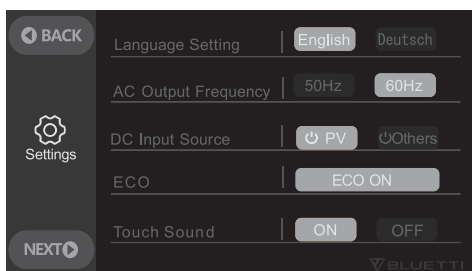 BACK
Settings
NEXT
Language Setting English Deutsch
AC Output Frequency 50Hz 60Hz
DC Input Source PV Others
ECO ECO ON
Touch Sound ON OFF
BLUETTI